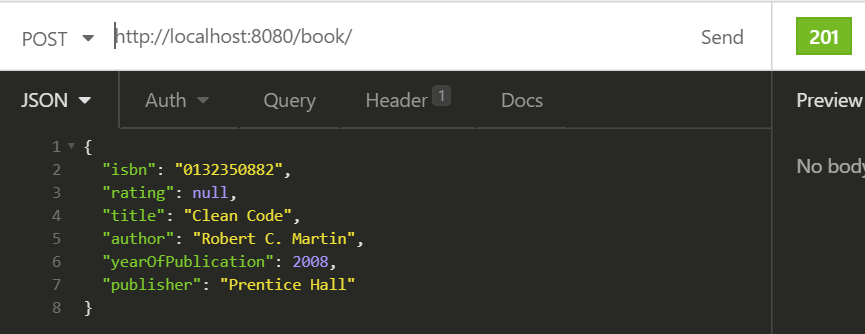 POST http://localhost:8080/book/ Send 201
JSON Auth Query Header 1 Docs Preview
1 {
2 "isbn": "0132350882",
3 "rating": null,
4 "title": "Clean Code",
5 "author": "Robert C. Martin",
6 "yearOfPublication": 2008,
7 "publisher": "Prentice Hall"
8 }
No body